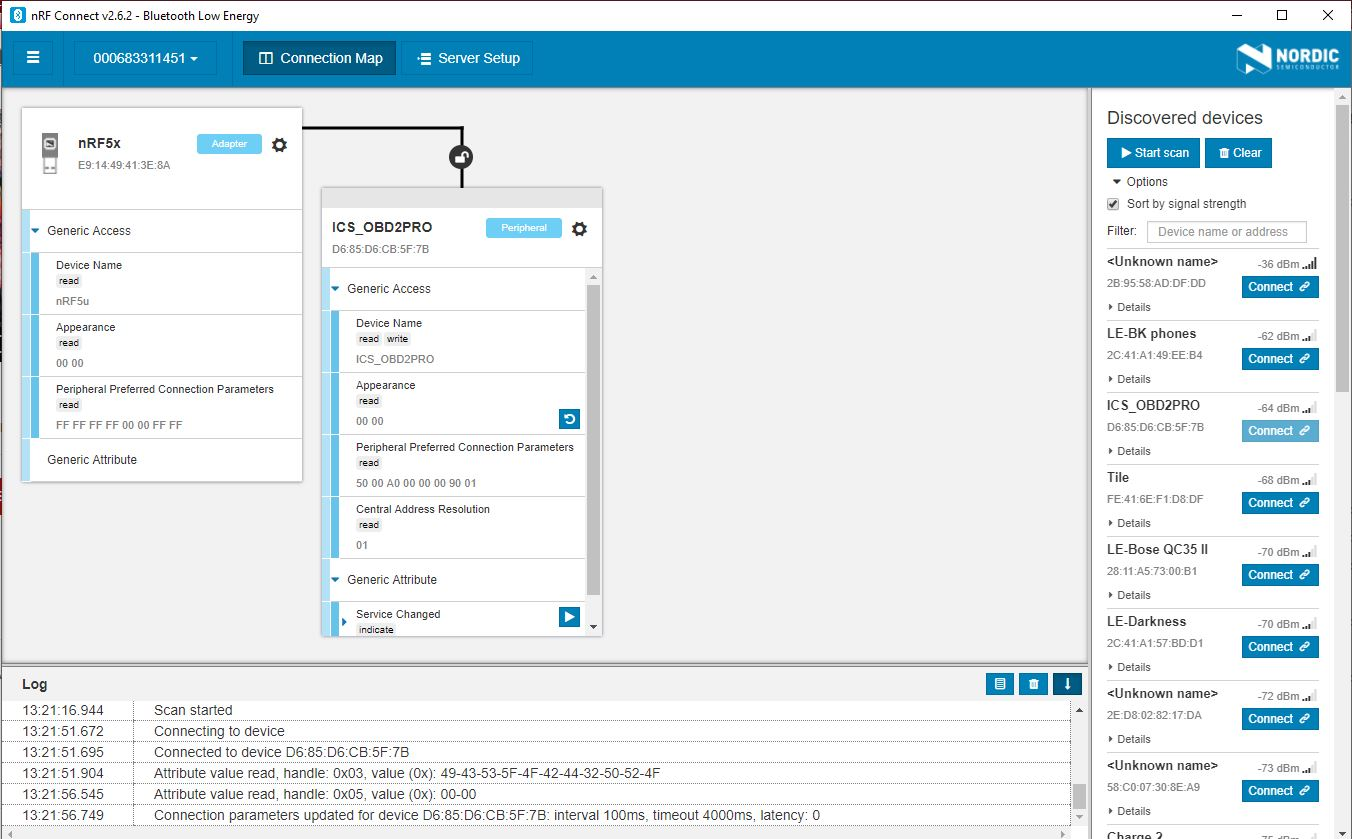 nRF Connect v2.6.2 - Bluetooth Low Energy
000683311451
Connection Map
Server Setup
NORDIC
SEMICONDUCTOR
nRF5x
Adapter
E9:14:49:41:3E:8A
Generic Access
Device Name
read
nRF5u
Appearance
read
00 00
Peripheral Preferred Connection Parameters
read
FF FF FF FF 00 00 FF FF
Generic Attribute
ICS_OBD2PRO
Peripheral
D6:85:D6:CB:5F:7B
Generic Access
Device Name
read write
ICS_OBD2PRO
Appearance
read
00 00
Peripheral Preferred Connection Parameters
read
50 00 A0 00 00 00 90 01
Central Address Resolution
read
01
Generic Attribute
Service Changed
indicate
Discovered devices
Start scan
Clear
Options
Sort by signal strength
Filter: Device name or address
<Unknown name> -36 dBm
2B:95:58:AD:DF:DD Connect
Details
LE-BK phones -62 dBm
2C:41:A1:49:EE:B4 Connect
Details
ICS_OBD2PRO -64 dBm
D6:85:D6:CB:5F:7B Connect
Details
Tile -68 dBm
FE:41:6E:F1:D8:DF Connect
Details
LE-Bose QC35 II -70 dBm
28:11:A5:73:00:B1 Connect
Details
LE-Darkness -70 dBm
2C:41:A1:57:BD:D1 Connect
Details
<Unknown name> -72 dBm
2E:D8:02:82:17:DA Connect
Details
<Unknown name> -73 dBm
58:C0:07:30:8E:A9 Connect
Details
Charge 2 -75 dBm
Log
13:21:16.944 Scan started
13:21:51.672 Connecting to device
13:21:51.695 Connected to device D6:85:D6:CB:5F:7B
13:21:51.904 Attribute value read, handle: 0x03, value (0x): 49-43-53-5F-4F-42-44-32-50-52-4F
13:21:56.545 Attribute value read, handle: 0x05, value (0x): 00-00
13:21:56.749 Connection parameters updated for device D6:85:D6:CB:5F:7B: interval 100ms, timeout 4000ms, latency: 0